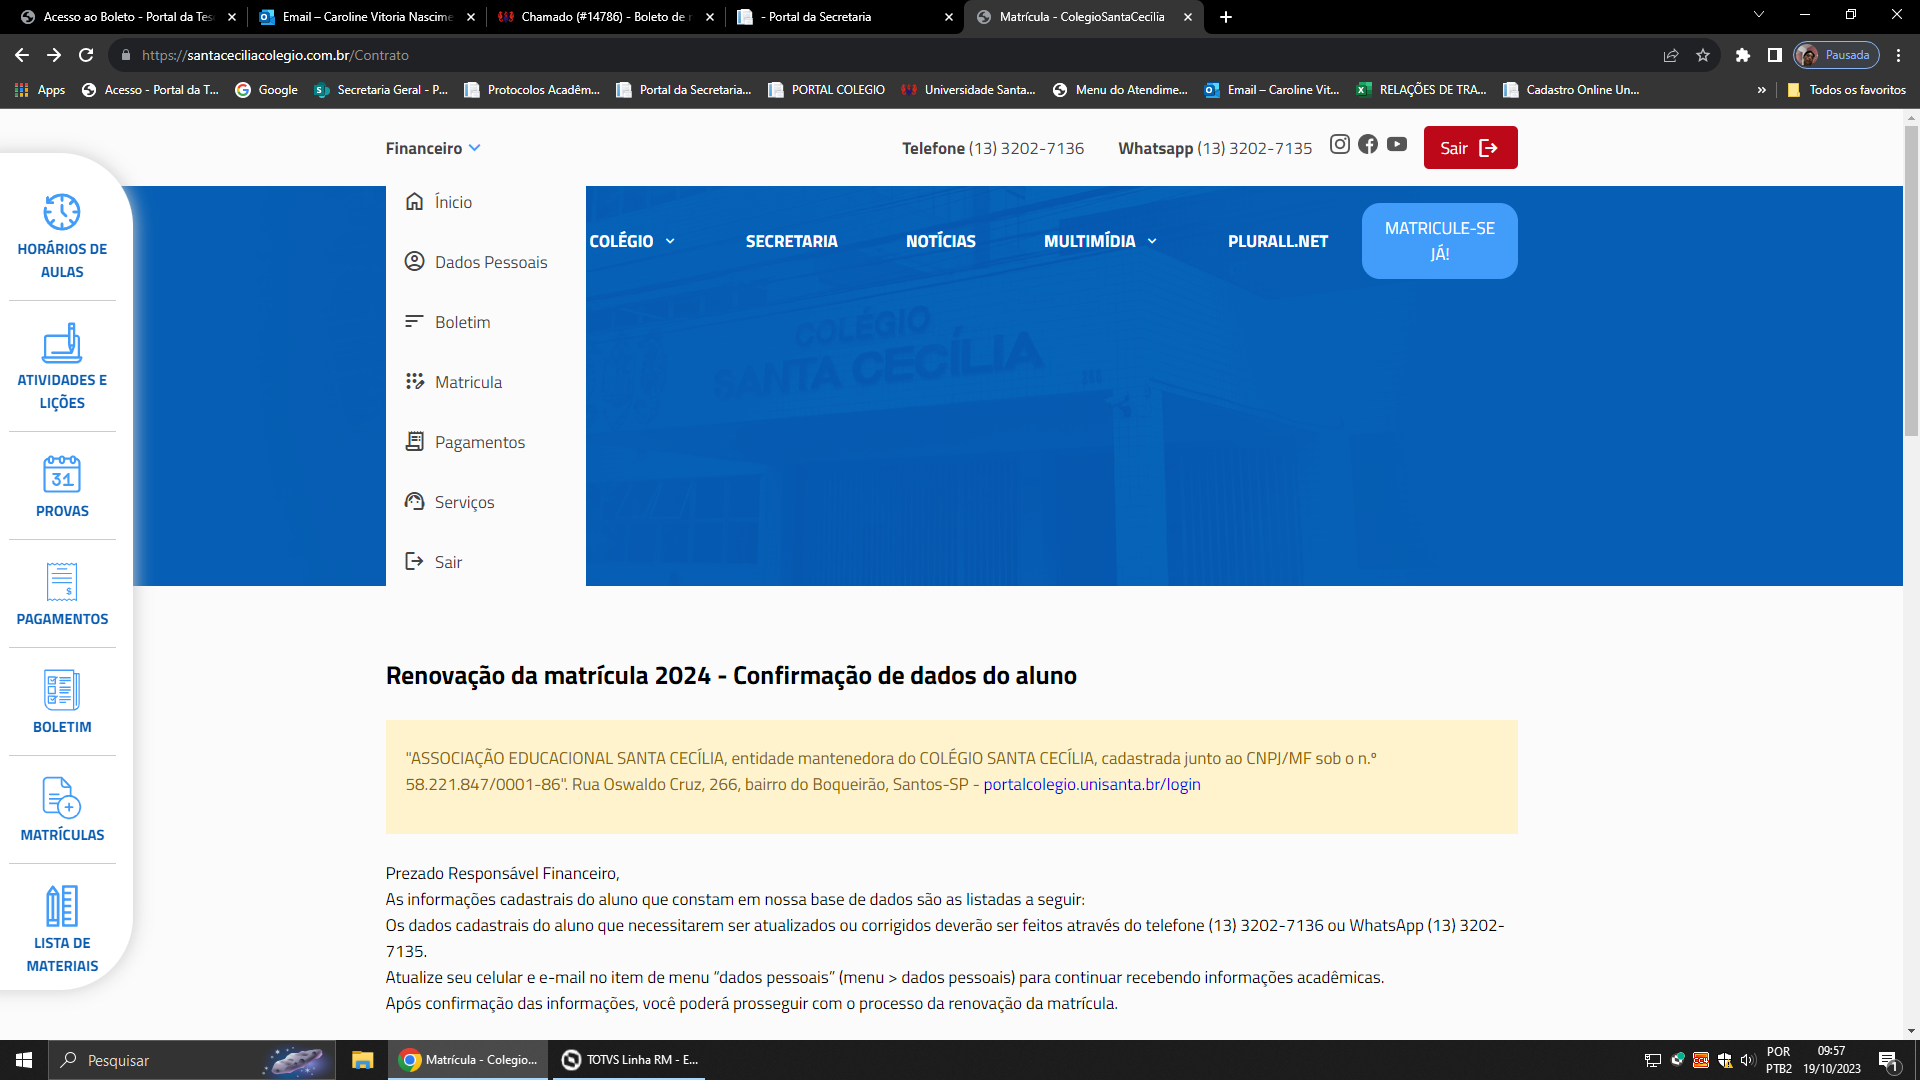 Acesso ao Boleto - Portal da Tes
Email – Caroline Vitoria Nascime
Chamado (#14786) - Boleto de
- Portal da Secretaria
Matrícula - ColegioSantaCecilia
https://santaceciliacolegio.com.br/Contrato
Pausada
Apps
Acesso - Portal da T...
Google
Secretaria Geral - P...
Protocolos Acadêm...
Portal da Secretaria...
PORTAL COLEGIO
Universidade Santa...
Menu do Atendime...
Email – Caroline Vit...
RELAÇÕES DE TRA...
Cadastro Online Un...
»
Todos os favoritos
Financeiro
Telefone (13) 3202-7136
Whatsapp (13) 3202-7135
Sair
Ínicio
Dados Pessoais
Boletim
Matricula
Pagamentos
Serviços
Sair
COLÉGIO
SECRETARIA
NOTÍCIAS
MULTIMÍDIA
PLURALL.NET
MATRICULE-SE
JÁ!
COLÉGIO
SANTA CECÍLIA
HORÁRIOS DE
AULAS
ATIVIDADES E
LIÇÕES
31
PROVAS
$
PAGAMENTOS
BOLETIM
MATRÍCULAS
LISTA DE
MATERIAIS
Renovação da matrícula 2024 - Confirmação de dados do aluno
"ASSOCIAÇÃO EDUCACIONAL SANTA CECÍLIA, entidade mantenedora do COLÉGIO SANTA CECÍLIA, cadastrada junto ao CNPJ/MF sob o n.º
58.221.847/0001-86". Rua Oswaldo Cruz, 266, bairro do Boqueirão, Santos-SP - portalcolegio.unisanta.br/login
Prezado Responsável Financeiro,
As informações cadastrais do aluno que constam em nossa base de dados são as listadas a seguir:
Os dados cadastrais do aluno que necessitarem ser atualizados ou corrigidos deverão ser feitos através do telefone (13) 3202-7136 ou WhatsApp (13) 3202-
7135.
Atualize seu celular e e-mail no item de menu “dados pessoais” (menu > dados pessoais) para continuar recebendo informações acadêmicas.
Após confirmação das informações, você poderá prosseguir com o processo da renovação da matrícula.
Pesquisar
Matrícula - Colegio...
TOTVS Linha RM - E...
POR
PTB2
09:57
19/10/2023
1